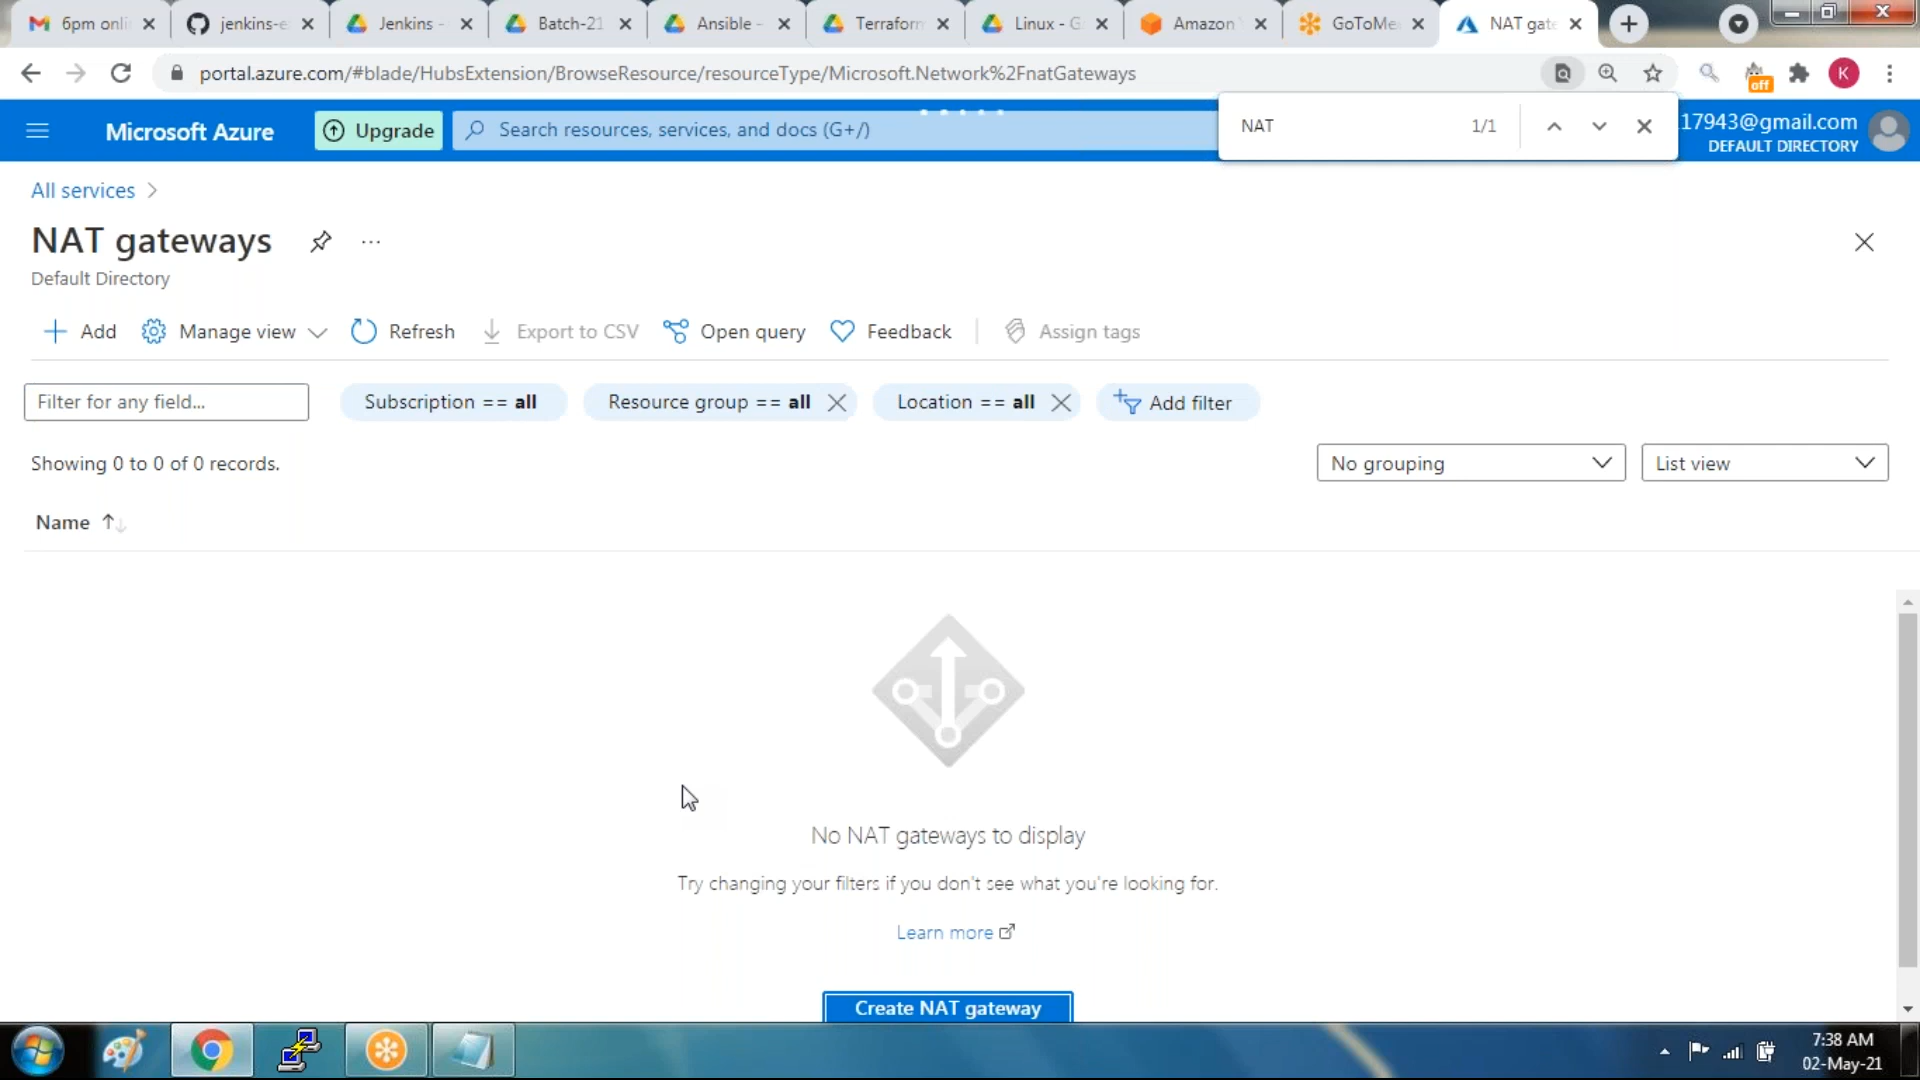 6pm onli
jenkins-e
Jenkins -
Batch-21
Ansible -
Terraform
Linux - G
Amazon
GoToMe
NAT gate
portal.azure.com/#blade/HubsExtension/BrowseResource/resourceType/Microsoft.Network%2FnatGateways
off
K
Microsoft Azure
Upgrade
Search resources, services, and docs (G+/)
NAT
1/1
17943@gmail.com
DEFAULT DIRECTORY
All services
NAT gateways
Default Directory
Add
Manage view
Refresh
Export to CSV
Open query
Feedback
Assign tags
Filter for any field...
Subscription == all
Resource group == all
Location == all
Add filter
Showing 0 to 0 of 0 records.
No grouping
List view
Name
No NAT gateways to display
Try changing your filters if you don't see what you're looking for.
Learn more
Create NAT gateway
7:38 AM
02-May-21